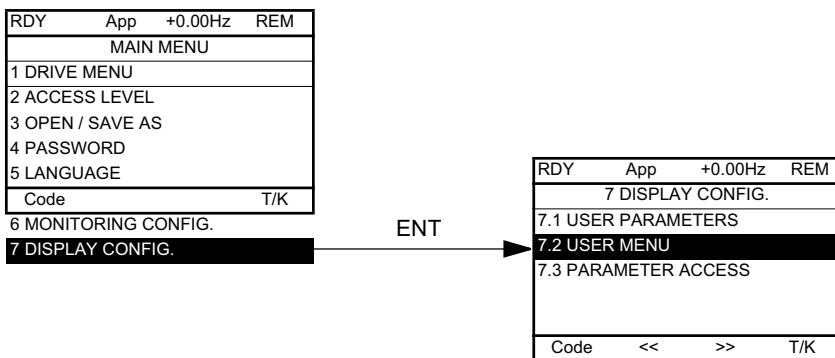 RDY App +0.00Hz REM
MAIN MENU
1 DRIVE MENU
2 ACCESS LEVEL
3 OPEN / SAVE AS
4 PASSWORD
5 LANGUAGE
Code T/K
6 MONITORING CONFIG.
7 DISPLAY CONFIG.
ENT
RDY App +0.00Hz REM
7 DISPLAY CONFIG.
7.1 USER PARAMETERS
7.2 USER MENU
7.3 PARAMETER ACCESS
Code << >> T/K